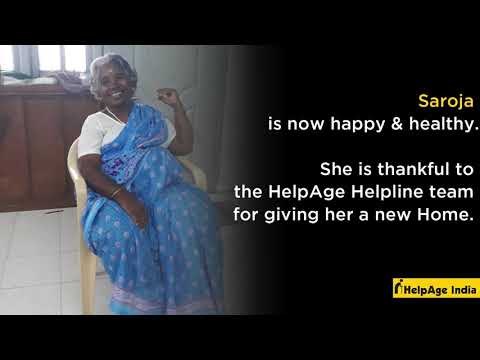 Saroja
is now happy & healthy.
She is thankful to
the HelpAge Helpline team
for giving her a new Home.
HelpAge India